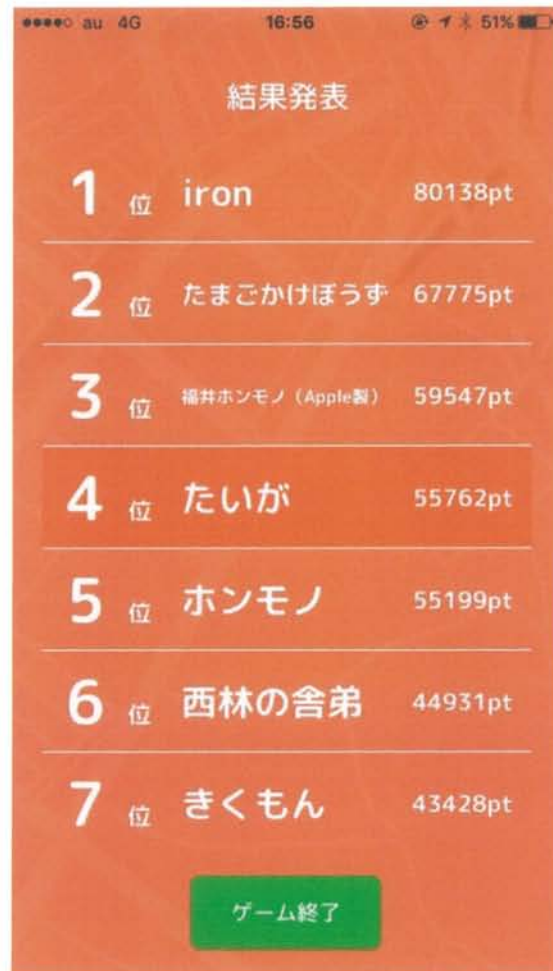 au 4G 16:56 51%
結果発表
1位 iron 80138pt
2位 たまごかけぼうず 67775pt
3位 福井ホンモノ（Apple製） 59547pt
4位 たいが 55762pt
5位 ホンモノ 55199pt
6位 西林の舎弟 44931pt
7位 きくもん 43428pt
ゲーム終了